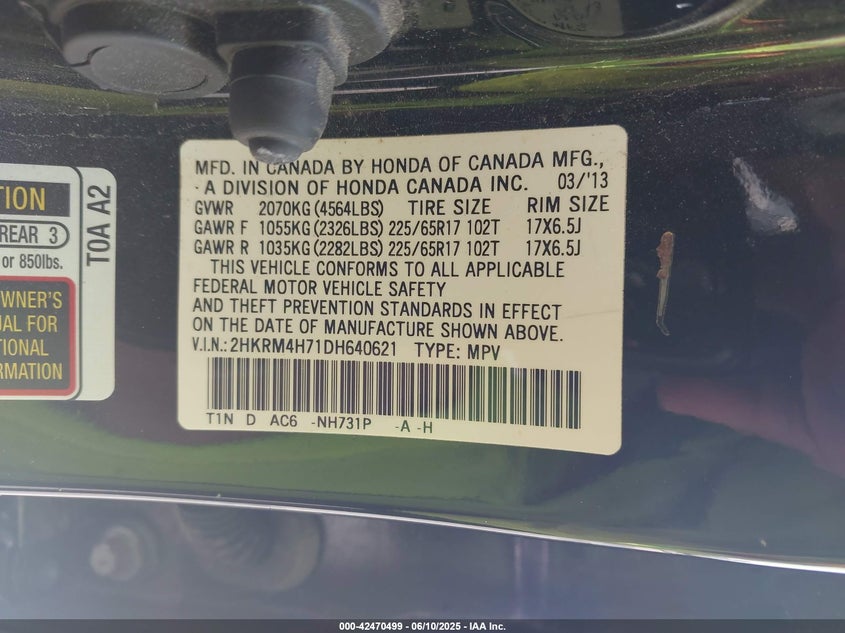 TION
REAR 3
or 850lbs.
WNER'S
UAL FOR
TIONAL
RMATION
T0A A2
MFD. IN CANADA BY HONDA OF CANADA MFG.,
A DIVISION OF HONDA CANADA INC. 03/'13
GVWR 2070KG (4564LBS) TIRE SIZE RIM SIZE
GAWR F 1055KG (2326LBS) 225/65R17 102T 17X6.5J
GAWR R 1035KG (2282LBS) 225/65R17 102T 17X6.5J
THIS VEHICLE CONFORMS TO ALL APPLICABLE
FEDERAL MOTOR VEHICLE SAFETY
AND THEFT PREVENTION STANDARDS IN EFFECT
ON THE DATE OF MANUFACTURE SHOWN ABOVE.
V.I.N.: 2HKRM4H71DH640621 TYPE: MPV
T1N D AC6 -NH731P -A -H
000-42470499 - 06/10/2025 - IAA Inc.